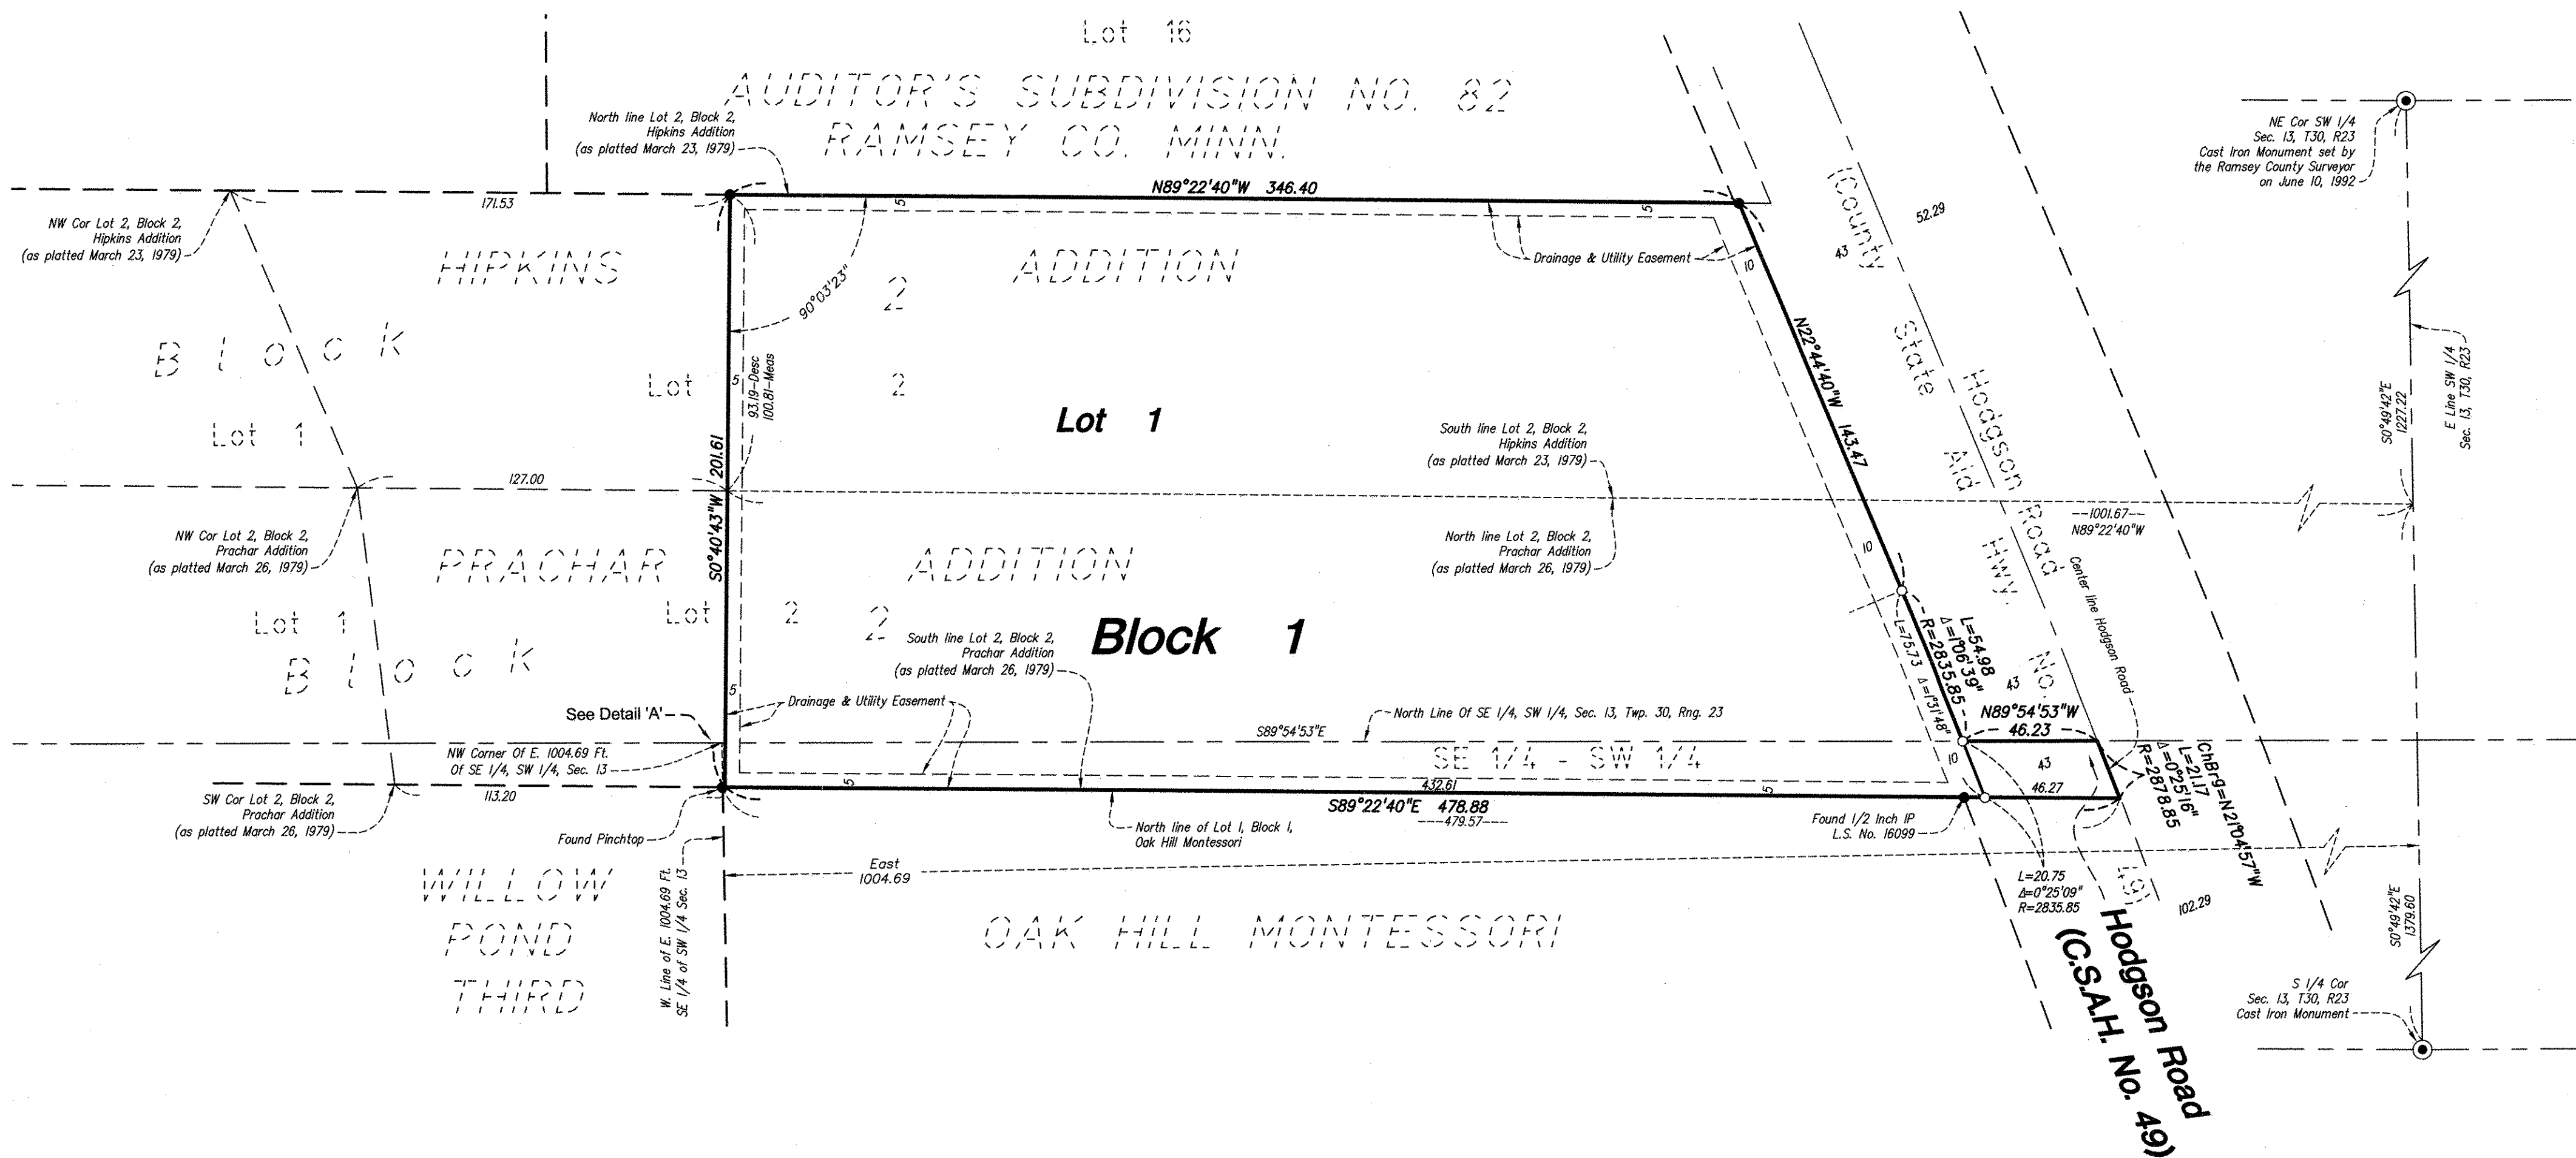 Lot 16
AUDITOR'S SUBDIVISION NO. 82
RAMSEY CO. MINN.
North line Lot 2, Block 2,
Hipkins Addition
(as platted March 23, 1979)
NE Cor SW 1/4
Sec. 13, T30, R23
Cast Iron Monument set by
the Ramsey County Surveyor
on June 10, 1992
N89°22'40"W 346.40
171.53
5
5
NW Cor Lot 2, Block 2,
Hipkins Addition
(as platted March 23, 1979)
HIPKINS
ADDITION
90°03'23"
2
Drainage & Utility Easement
10
(County
State
Aid
Hwy.
No.
49)
43
52.29
Hodgson
Road
N22°44'40"W 143.47
Block
Lot 1
Lot 2
5
93.19-Desc
100.81-Meas
Lot 1
S0°49'42"E
1227.22
E Line SW 1/4
Sec. 13, T30, R23
South line Lot 2, Block 2,
Hipkins Addition
(as platted March 23, 1979)
127.00
S0°40'43"W 201.61
---1001.67---
N89°22'40"W
NW Cor Lot 2, Block 2,
Prachar Addition
(as platted March 26, 1979)
North line Lot 2, Block 2,
Prachar Addition
(as platted March 26, 1979)
10
PRACHAR
ADDITION
Center line Hodgson Road
Lot 1
Block
Lot 2
2
South line Lot 2, Block 2,
Prachar Addition
(as platted March 26, 1979)
Block 1
L=75.73 Δ=1°31'48"
L=54.98
Δ=1°06'39"
R=2835.85
43
5
See Detail 'A'
Drainage & Utility Easement
North Line Of SE 1/4, SW 1/4, Sec. 13, Twp. 30, Rng. 23
N89°54'53"W
46.23
S89°54'53"E
NW Corner Of E. 1004.69 Ft.
Of SE 1/4, SW 1/4, Sec. 13
SE 1/4 - SW 1/4
10
43
ChBrg=N21°04'57"W
L=21.17
Δ=0°25'16"
R=2878.85
113.20
5
432.61
5
46.27
SW Cor Lot 2, Block 2,
Prachar Addition
(as platted March 26, 1979)
S89°22'40"E 478.88
----479.57----
Found Pinchtop
North line of Lot 1, Block 1,
Oak Hill Montessori
Found 1/2 Inch IP
L.S. No. 16099
East
1004.69
W. Line of E. 1004.69 Ft.
SE 1/4 of SW 1/4 Sec. 13
L=20.75
Δ=0°25'09"
R=2835.85
102.29
WILLOW
POND
THIRD
OAK HILL MONTESSORI
Hodgson Road
(C.S.A.H. No. 49)
S0°49'42"E
1379.60
S 1/4 Cor
Sec. 13, T30, R23
Cast Iron Monument